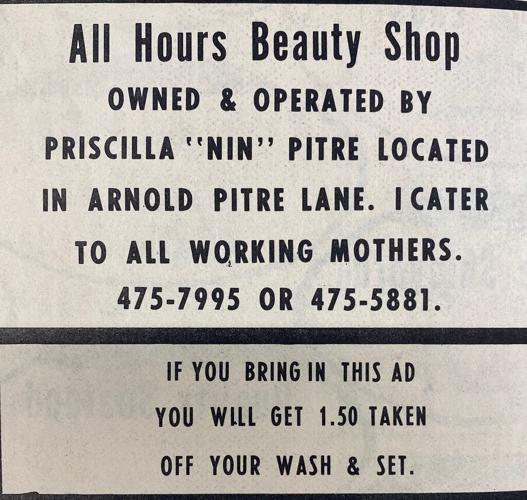 All Hours Beauty Shop
OWNED & OPERATED BY
PRISCILLA "NIN" PITRE LOCATED
IN ARNOLD PITRE LANE. I CATER
TO ALL WORKING MOTHERS.
475-7995 OR 475-5881.
IF YOU BRING IN THIS AD
YOU WILL GET 1.50 TAKEN
OFF YOUR WASH & SET.